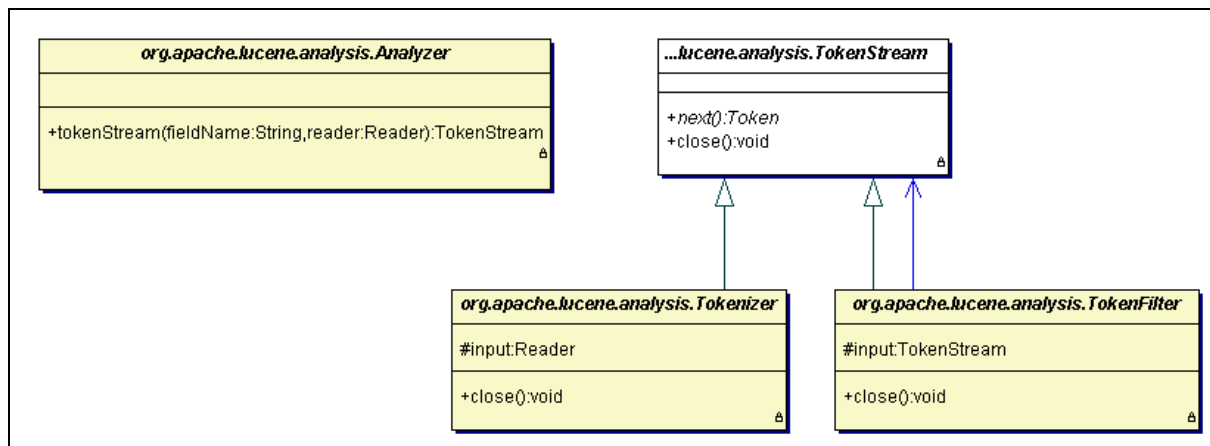 org.apache.lucene.analysis.Analyzer
+tokenStream(fieldName:String,reader:Reader):TokenStream
...lucene.analysis.TokenStream
+next():Token
+close():void
org.apache.lucene.analysis.Tokenizer
#input:Reader
+close():void
org.apache.lucene.analysis.TokenFilter
#input:TokenStream
+close():void